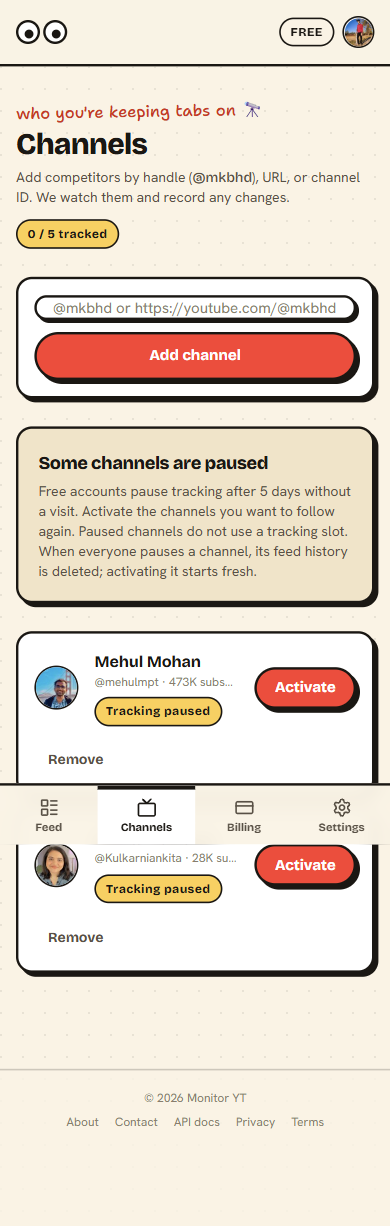 FREE
who you're keeping tabs on 🔭
Channels
Add competitors by handle (@mkbhd), URL, or channel
ID. We watch them and record any changes.
0 / 5 tracked
@mkbhd or https://youtube.com/@mkbhd
Add channel
Some channels are paused
Free accounts pause tracking after 5 days without
a visit. Activate the channels you want to follow
again. Paused channels do not use a tracking slot.
When everyone pauses a channel, its feed history
is deleted; activating it starts fresh.
Mehul Mohan
@mehulmpt · 473K subs...
Tracking paused
Activate
Remove
Feed
Channels
Billing
Settings
@Kulkarniankita · 28K su...
Tracking paused
Activate
Remove
© 2026 Monitor YT
About Contact API docs Privacy Terms